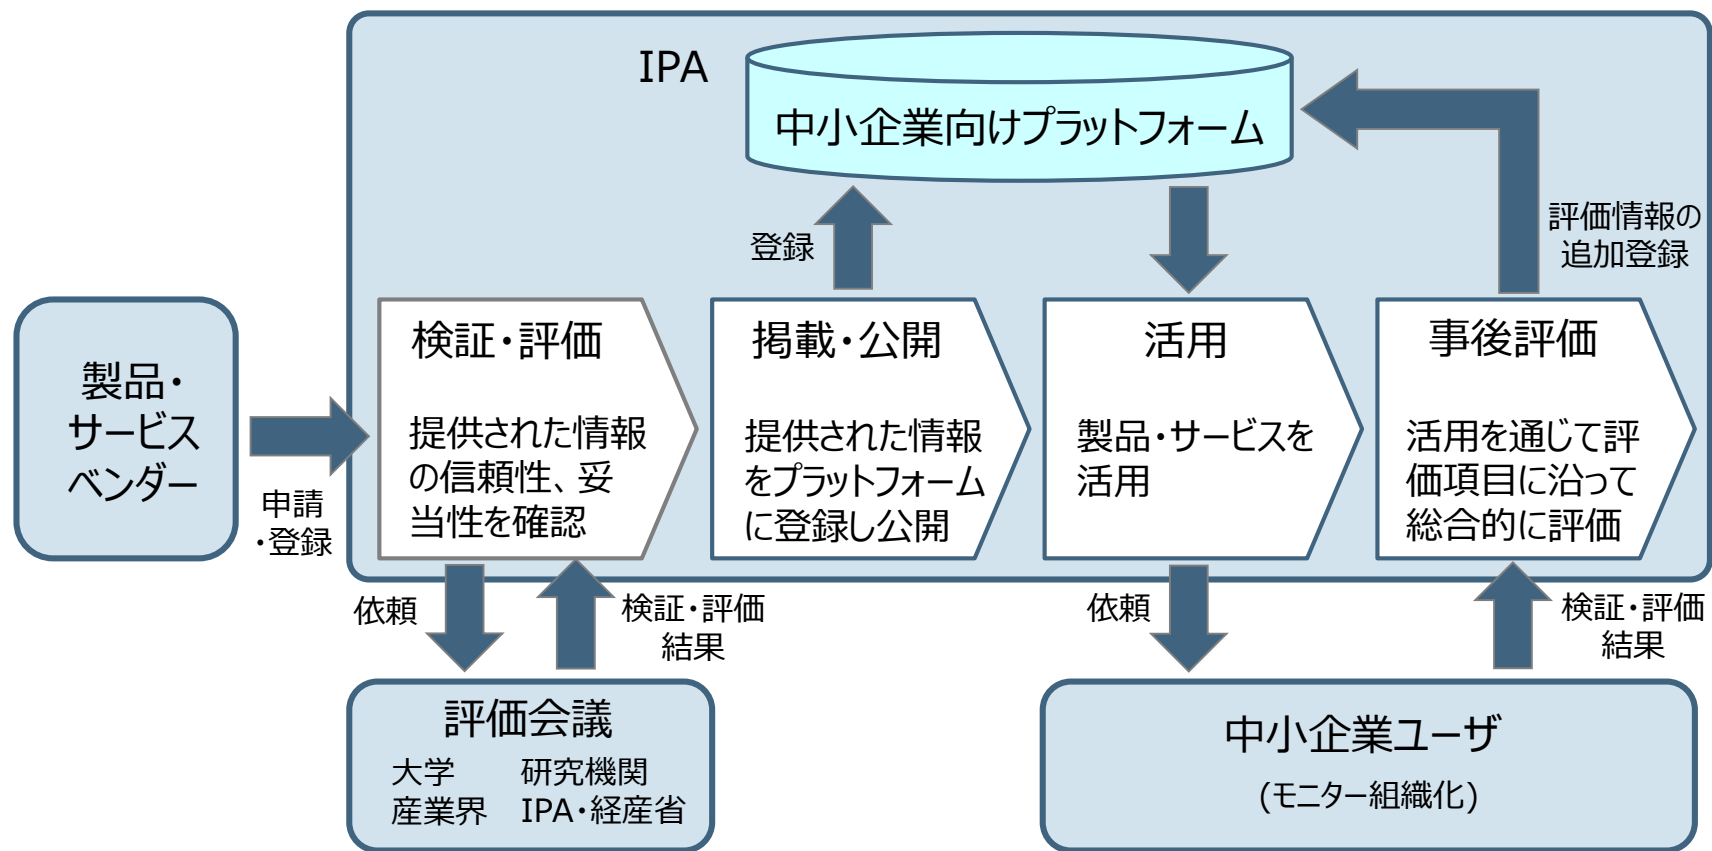 IPA
中小企業向けプラットフォーム
登録
評価情報の
追加登録
製品・
サービス
ベンダー
申請
・登録
検証・評価
提供された情報
の信頼性、妥
当性を確認
掲載・公開
提供された情報
をプラットフォーム
に登録し公開
活用
製品・サービスを
活用
事後評価
活用を通じて評
価項目に沿って
総合的に評価
依頼
検証・評価
結果
依頼
検証・評価
結果
評価会議
大学 研究機関
産業界 IPA・経産省
中小企業ユーザ
(モニター組織化)